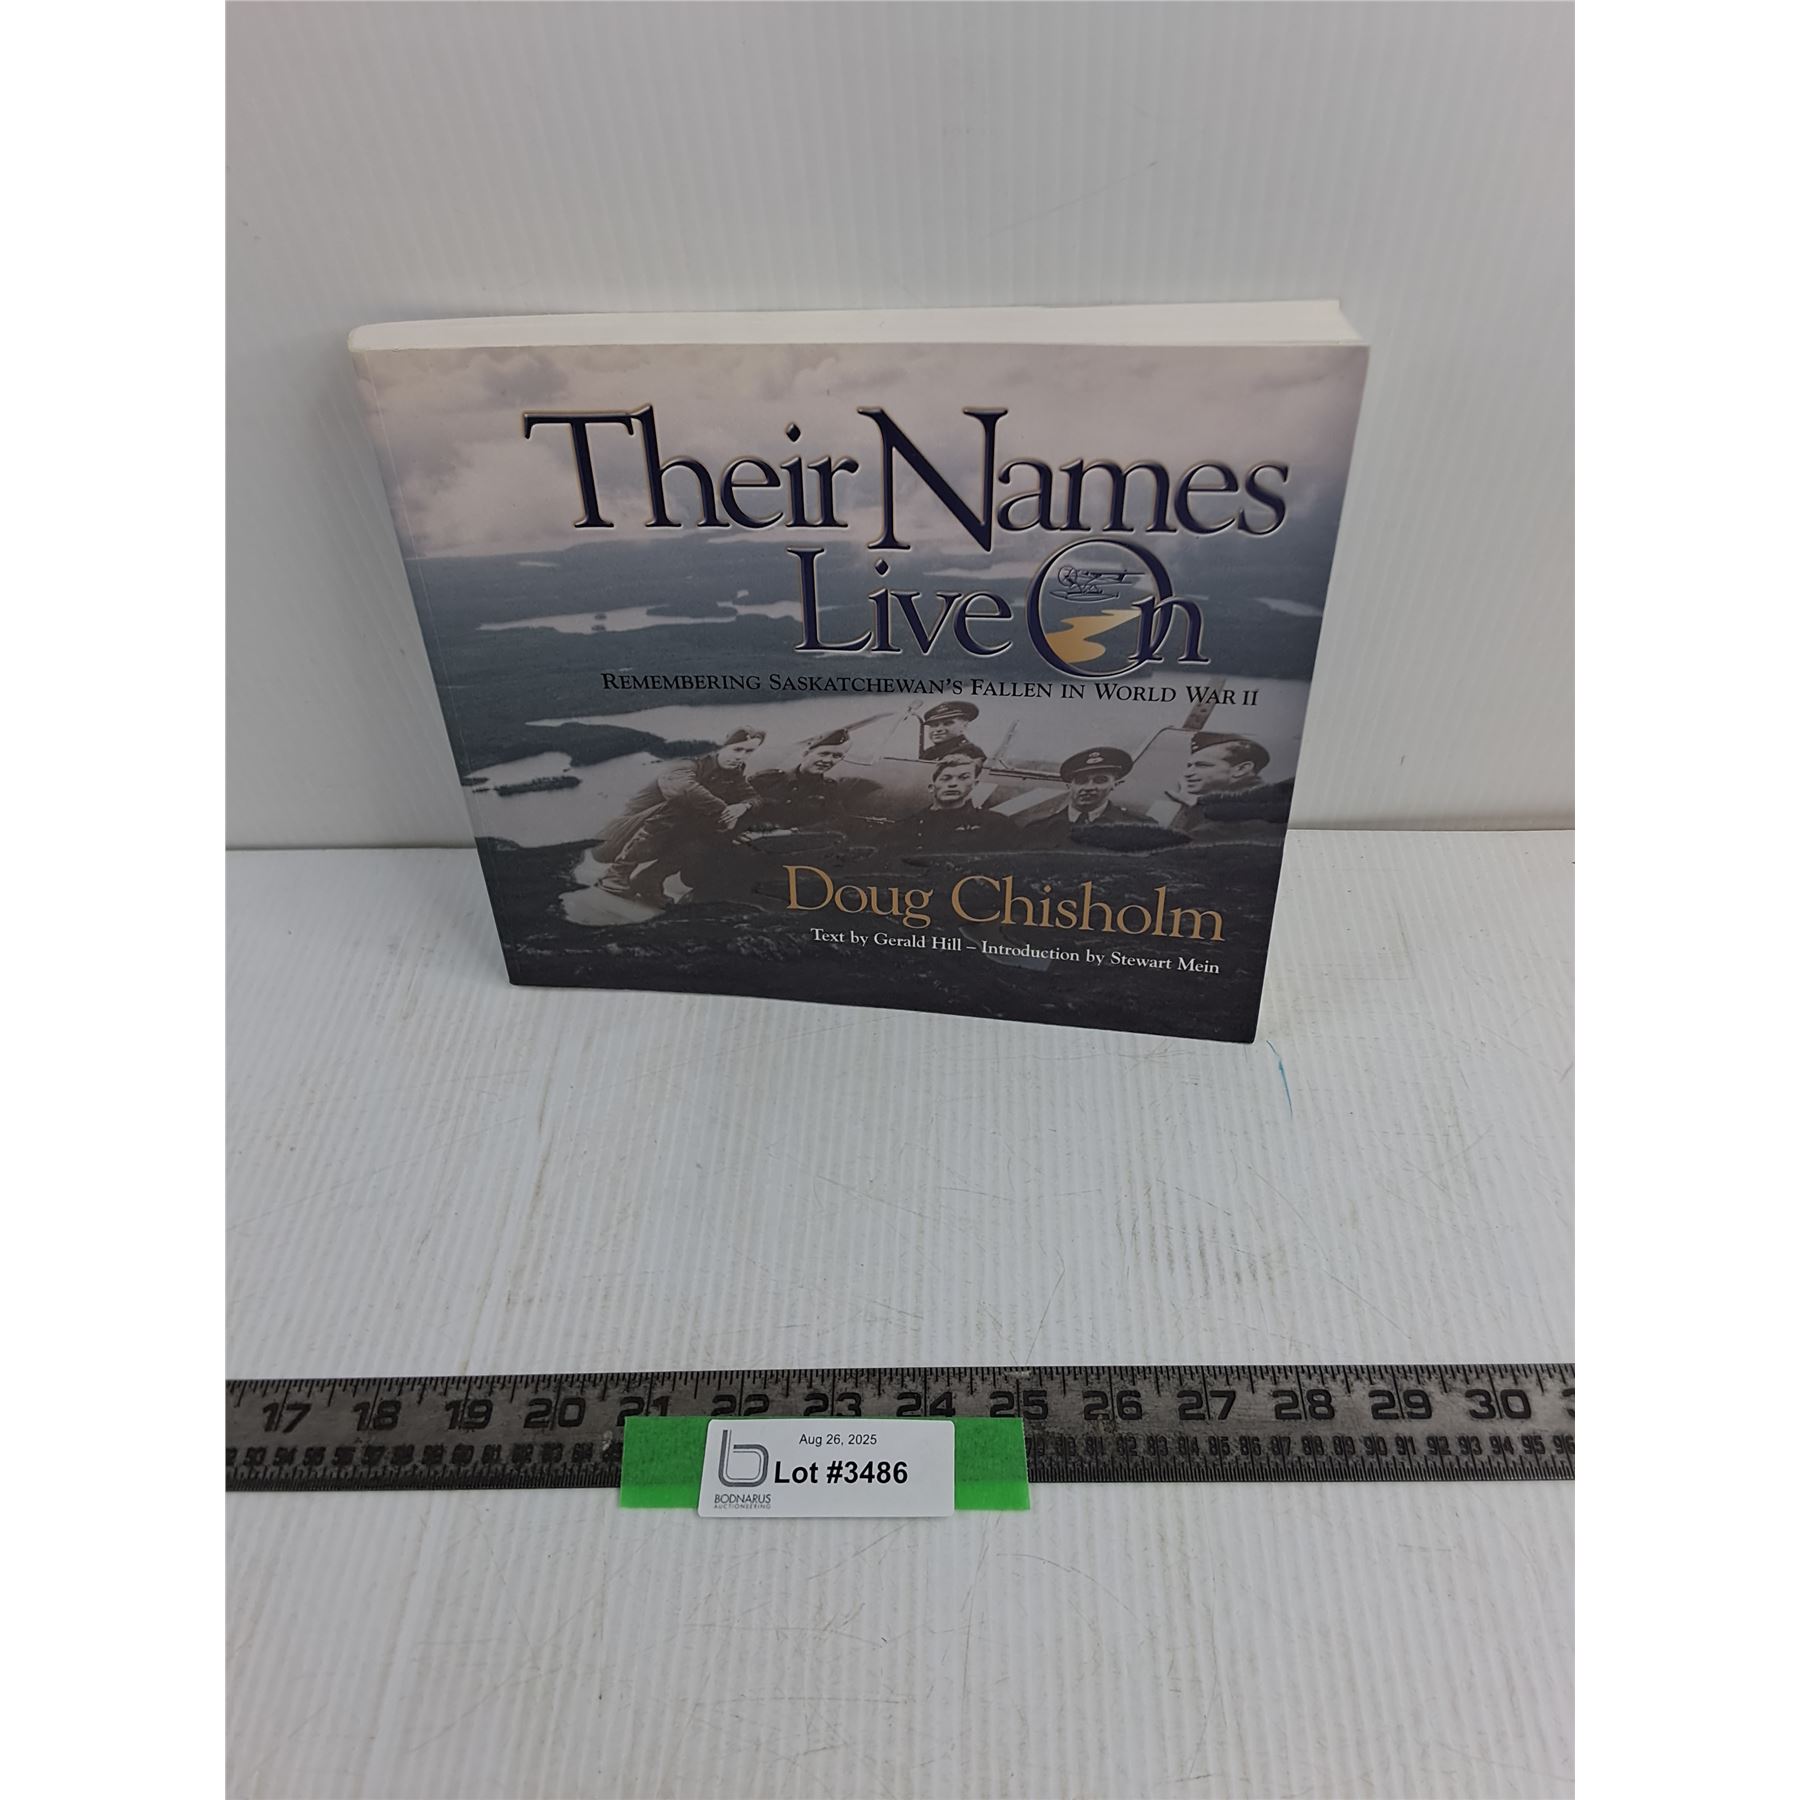 Their Names
Live On
Remembering Saskatchewan's Fallen in World War II
Doug Chisholm
Text by Gerald Hill – Introduction by Stewart Mein
17 18 19 20 21 22 23 24 25 26 27 28 29 30
Aug 26, 2025
Lot #3486
BODNARUS
AUCTIONEERING